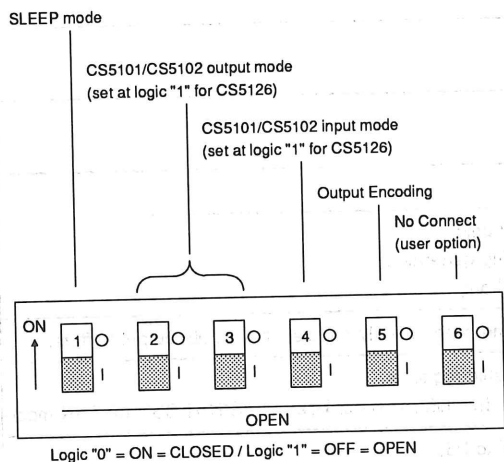 SLEEP mode
CS5101/CS5102 output mode
(set at logic "1" for CS5126)
CS5101/CS5102 input mode
(set at logic "1" for CS5126)
Output Encoding
No Connect
(user option)
ON
1 O
2 O
3 O
4 O
5 O
6 O
I I I I I I
OPEN
Logic "0" = ON = CLOSED / Logic "1" = OFF = OPEN